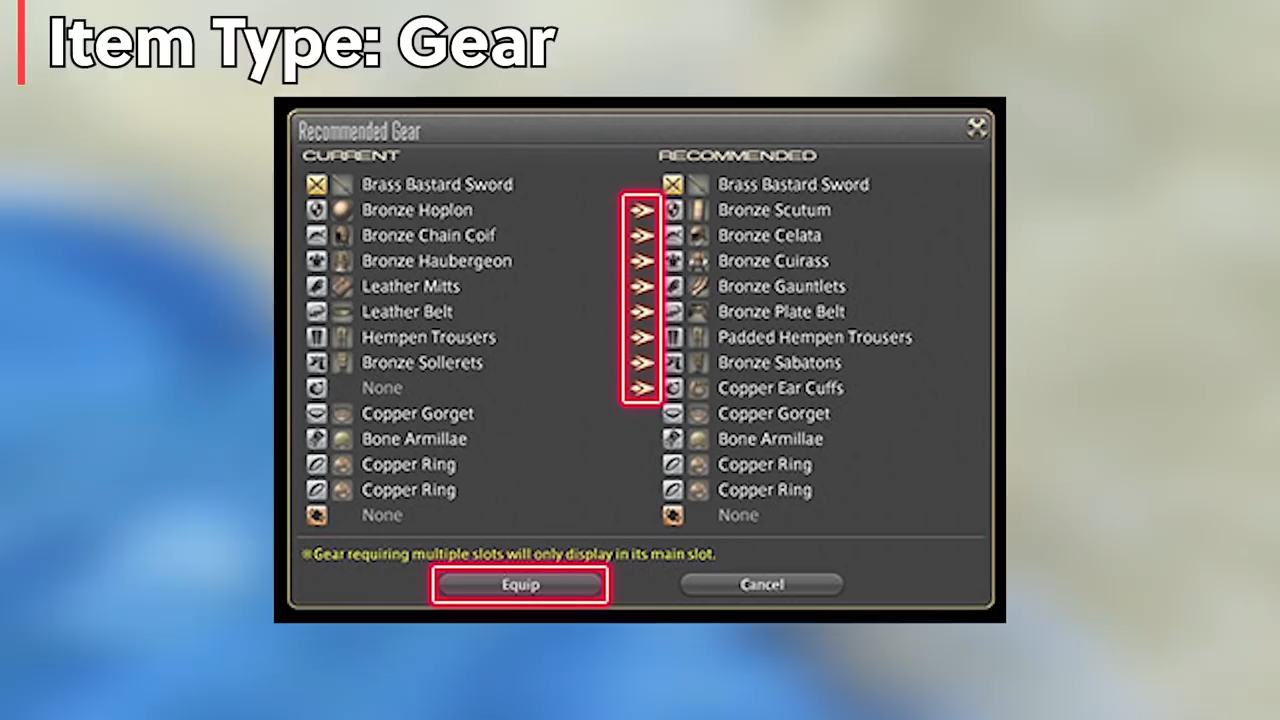 Item Type: Gear
Recommended Gear
CURRENT RECOMMENDED
Brass Bastard Sword Brass Bastard Sword
Bronze Hoplon Bronze Scutum
Bronze Chain Coif Bronze Celata
Bronze Haubergeon Bronze Cuirass
Leather Mitts Bronze Gauntlets
Leather Belt Bronze Plate Belt
Hempen Trousers Padded Hempen Trousers
Bronze Sollerets Bronze Sabatons
None Copper Ear Cuffs
Copper Gorget Copper Gorget
Bone Armillae Bone Armillae
Copper Ring Copper Ring
Copper Ring Copper Ring
None None
※Gear requiring multiple slots will only display in its main slot.
Equip Cancel